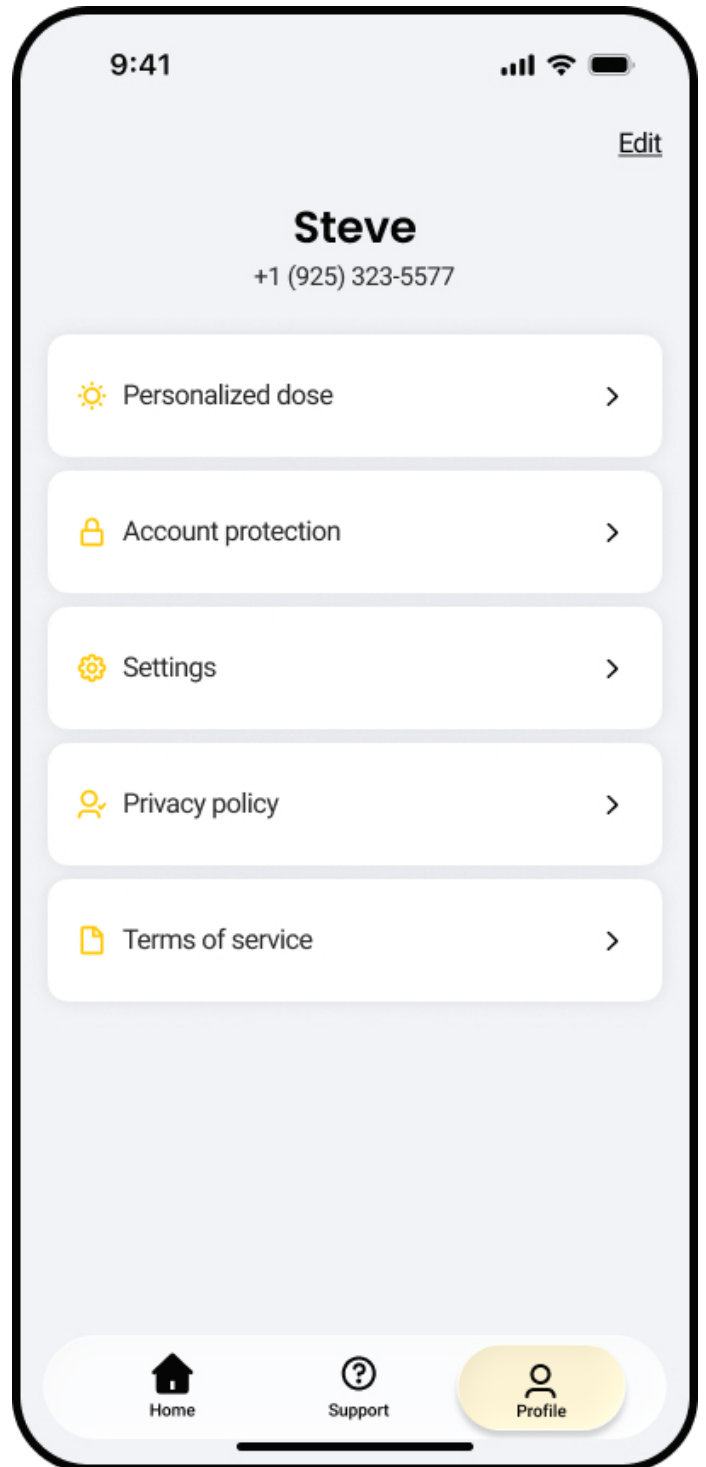 9:41
Edit
Steve
+1 (925) 323-5577
Personalized dose
Account protection
Settings
Privacy policy
Terms of service
Home
Support
Profile